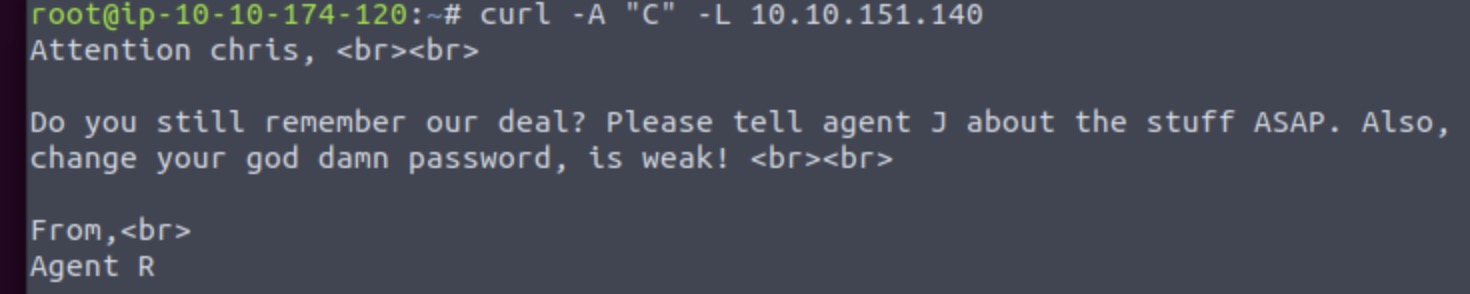 root@ip-10-10-174-120:~# curl -A "C" -L 10.10.151.140
Attention chris, <br><br>
Do you still remember our deal? Please tell agent J about the stuff ASAP. Also,
change your god damn password, is weak! <br><br>
From,<br>
Agent R